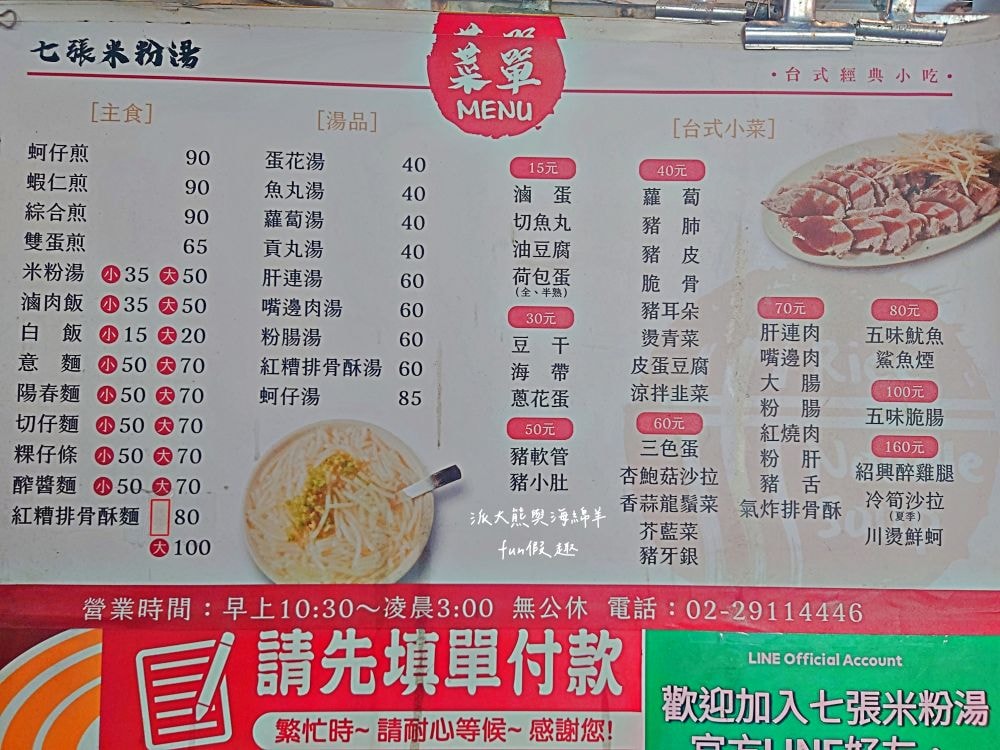 七張米粉湯
菜單
MENU
•台式經典小吃•
[主食]
蚵仔煎 90
蝦仁煎 90
綜合煎 90
雙蛋煎 65
米粉湯 小35 大50
滷肉飯 小35 大50
白飯 小15 大20
意麵 小50 大70
陽春麵 小50 大70
切仔麵 小50 大70
粿仔條 小50 大70
酢醬麵 小50 大70
紅糟排骨酥麵 80
大100
[湯品]
蛋花湯 40
魚丸湯 40
蘿蔔湯 40
貢丸湯 40
肝連湯 60
嘴邊肉湯 60
粉腸湯 60
紅糟排骨酥湯 60
蚵仔湯 85
[台式小菜]
15元
滷蛋
切魚丸
油豆腐
荷包蛋
(全、半熟)
30元
豆干
海帶
蔥花蛋
50元
豬軟管
豬小肚
40元
蘿蔔
豬肺
豬皮
脆骨
豬耳朵
燙青菜
皮蛋豆腐
涼拌韭菜
60元
三色蛋
杏鮑菇沙拉
香蒜龍鬚菜
芥藍菜
豬牙銀
70元
肝連肉
嘴邊肉
大腸
粉腸
紅燒肉
粉肝
豬舌
氣炸排骨酥
80元
五味魷魚
鯊魚煙
100元
五味脆腸
160元
紹興醉雞腿
冷筍沙拉
(夏季)
川燙鮮蚵
派大熊與海綿羊
fun假趣
營業時間：早上10:30～凌晨3:00 無公休 電話：02-29114446
請先填單付款
繁忙時~請耐心等候~感謝您!
LINE Official Account
歡迎加入七張米粉湯
官方LINE好友